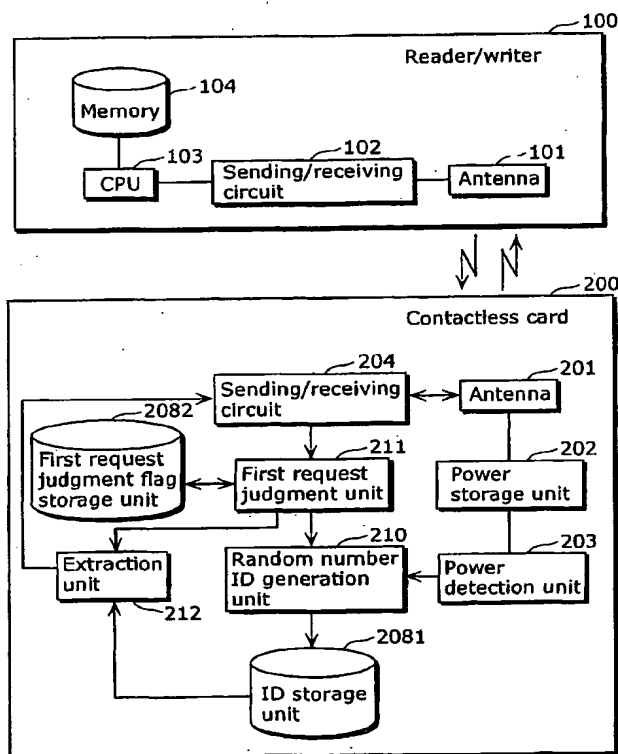 100
Reader/writer
104
Memory
103
102
101
CPU
Sending/receiving
circuit
Antenna
200
Contactless card
204
201
Sending/receiving
circuit
Antenna
2082
211
202
First request
judgment flag
storage unit
First request
judgment unit
Power
storage unit
210
203
Extraction
unit
Random number
ID generation
unit
Power
detection unit
212
2081
ID storage
unit